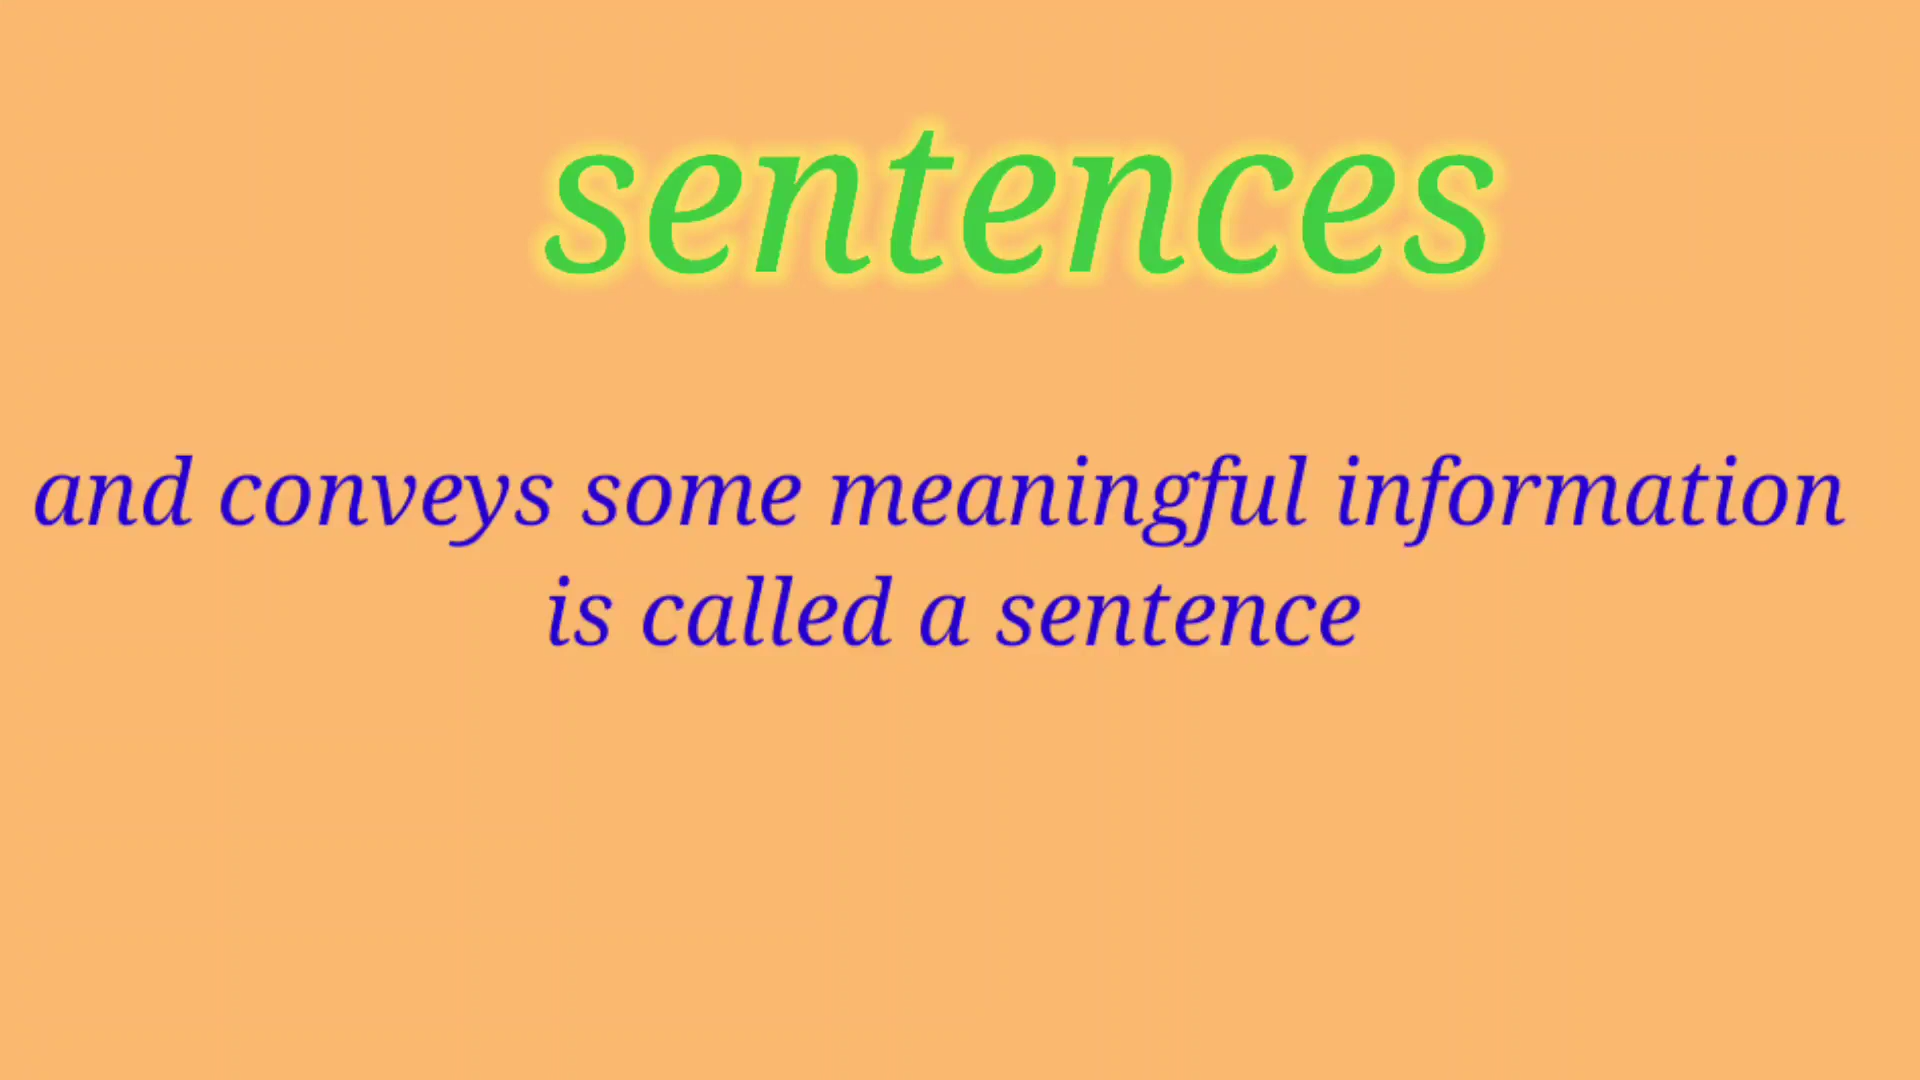 sentences
and conveys some meaningful information
is called a sentence